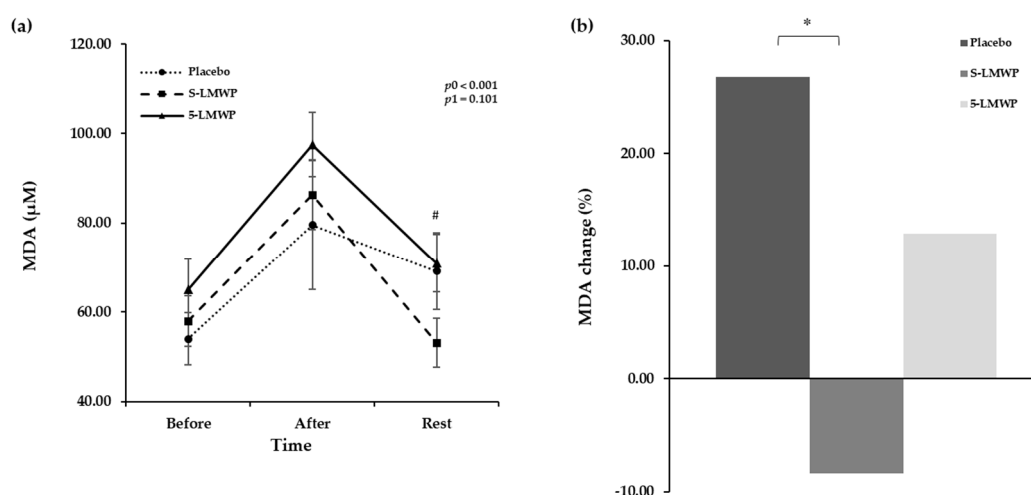 (a)
120.00
100.00
80.00
60.00
40.00
MDA (µM)
Placebo
S-LMWP
5-LMWP
p0 < 0.001
p1 = 0.101
#
Before After Rest
Time
(b)
30.00
20.00
10.00
0.00
-10.00
MDA change (%)
*
Placebo
S-LMWP
5-LMWP